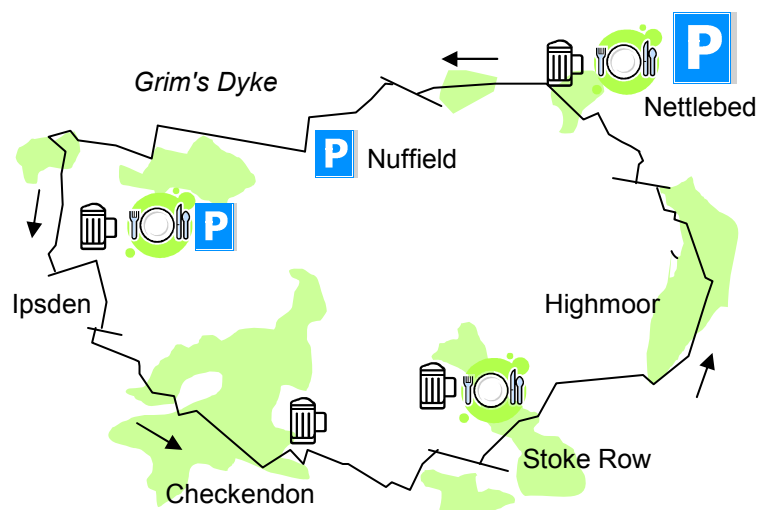 P
Nettlebed
Grim's Dyke
P
Nuffield
P
Ipsden
Highmoor
Stoke Row
Checkendon